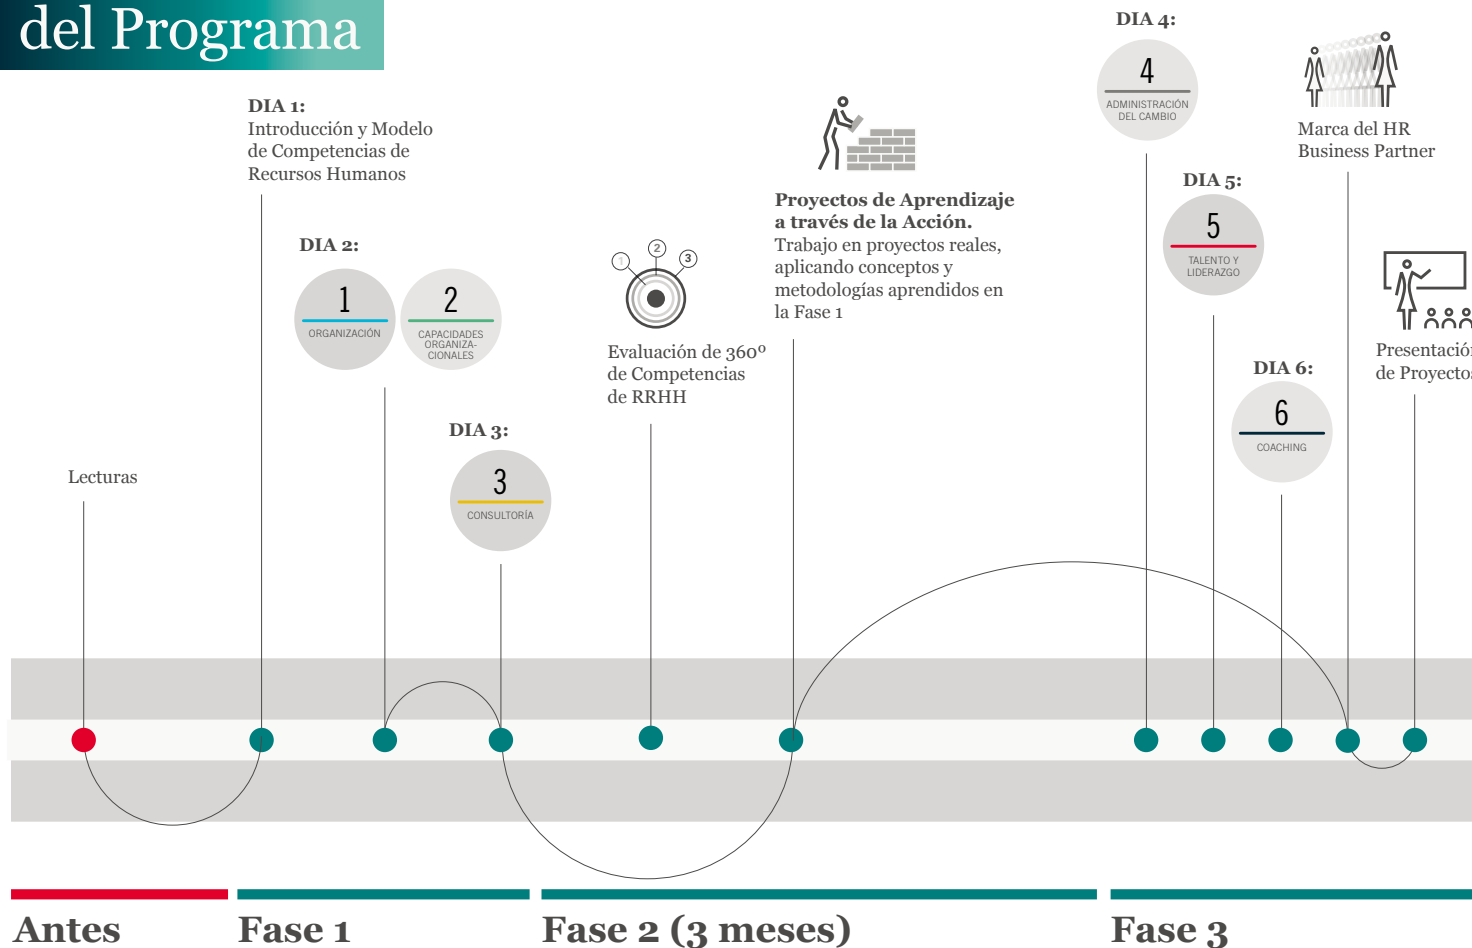 del Programa
DIA 1:
Introducción y Modelo
de Competencias de
Recursos Humanos
DIA 2:
1
ORGANIZACIÓN
2
CAPACIDADES
ORGANIZA-
CIONALES
DIA 3:
3
CONSULTORÍA
Lecturas
1
2
3
Evaluación de 360º
de Competencias
de RRHH
Proyectos de Aprendizaje
a través de la Acción.
Trabajo en proyectos reales,
aplicando conceptos y
metodologías aprendidos en
la Fase 1
DIA 4:
4
ADMINISTRACIÓN
DEL CAMBIO
DIA 5:
5
TALENTO Y
LIDERAZGO
DIA 6:
6
COACHING
Marca del HR
Business Partner
Presentación
de Proyectos
Antes
Fase 1
Fase 2 (3 meses)
Fase 3